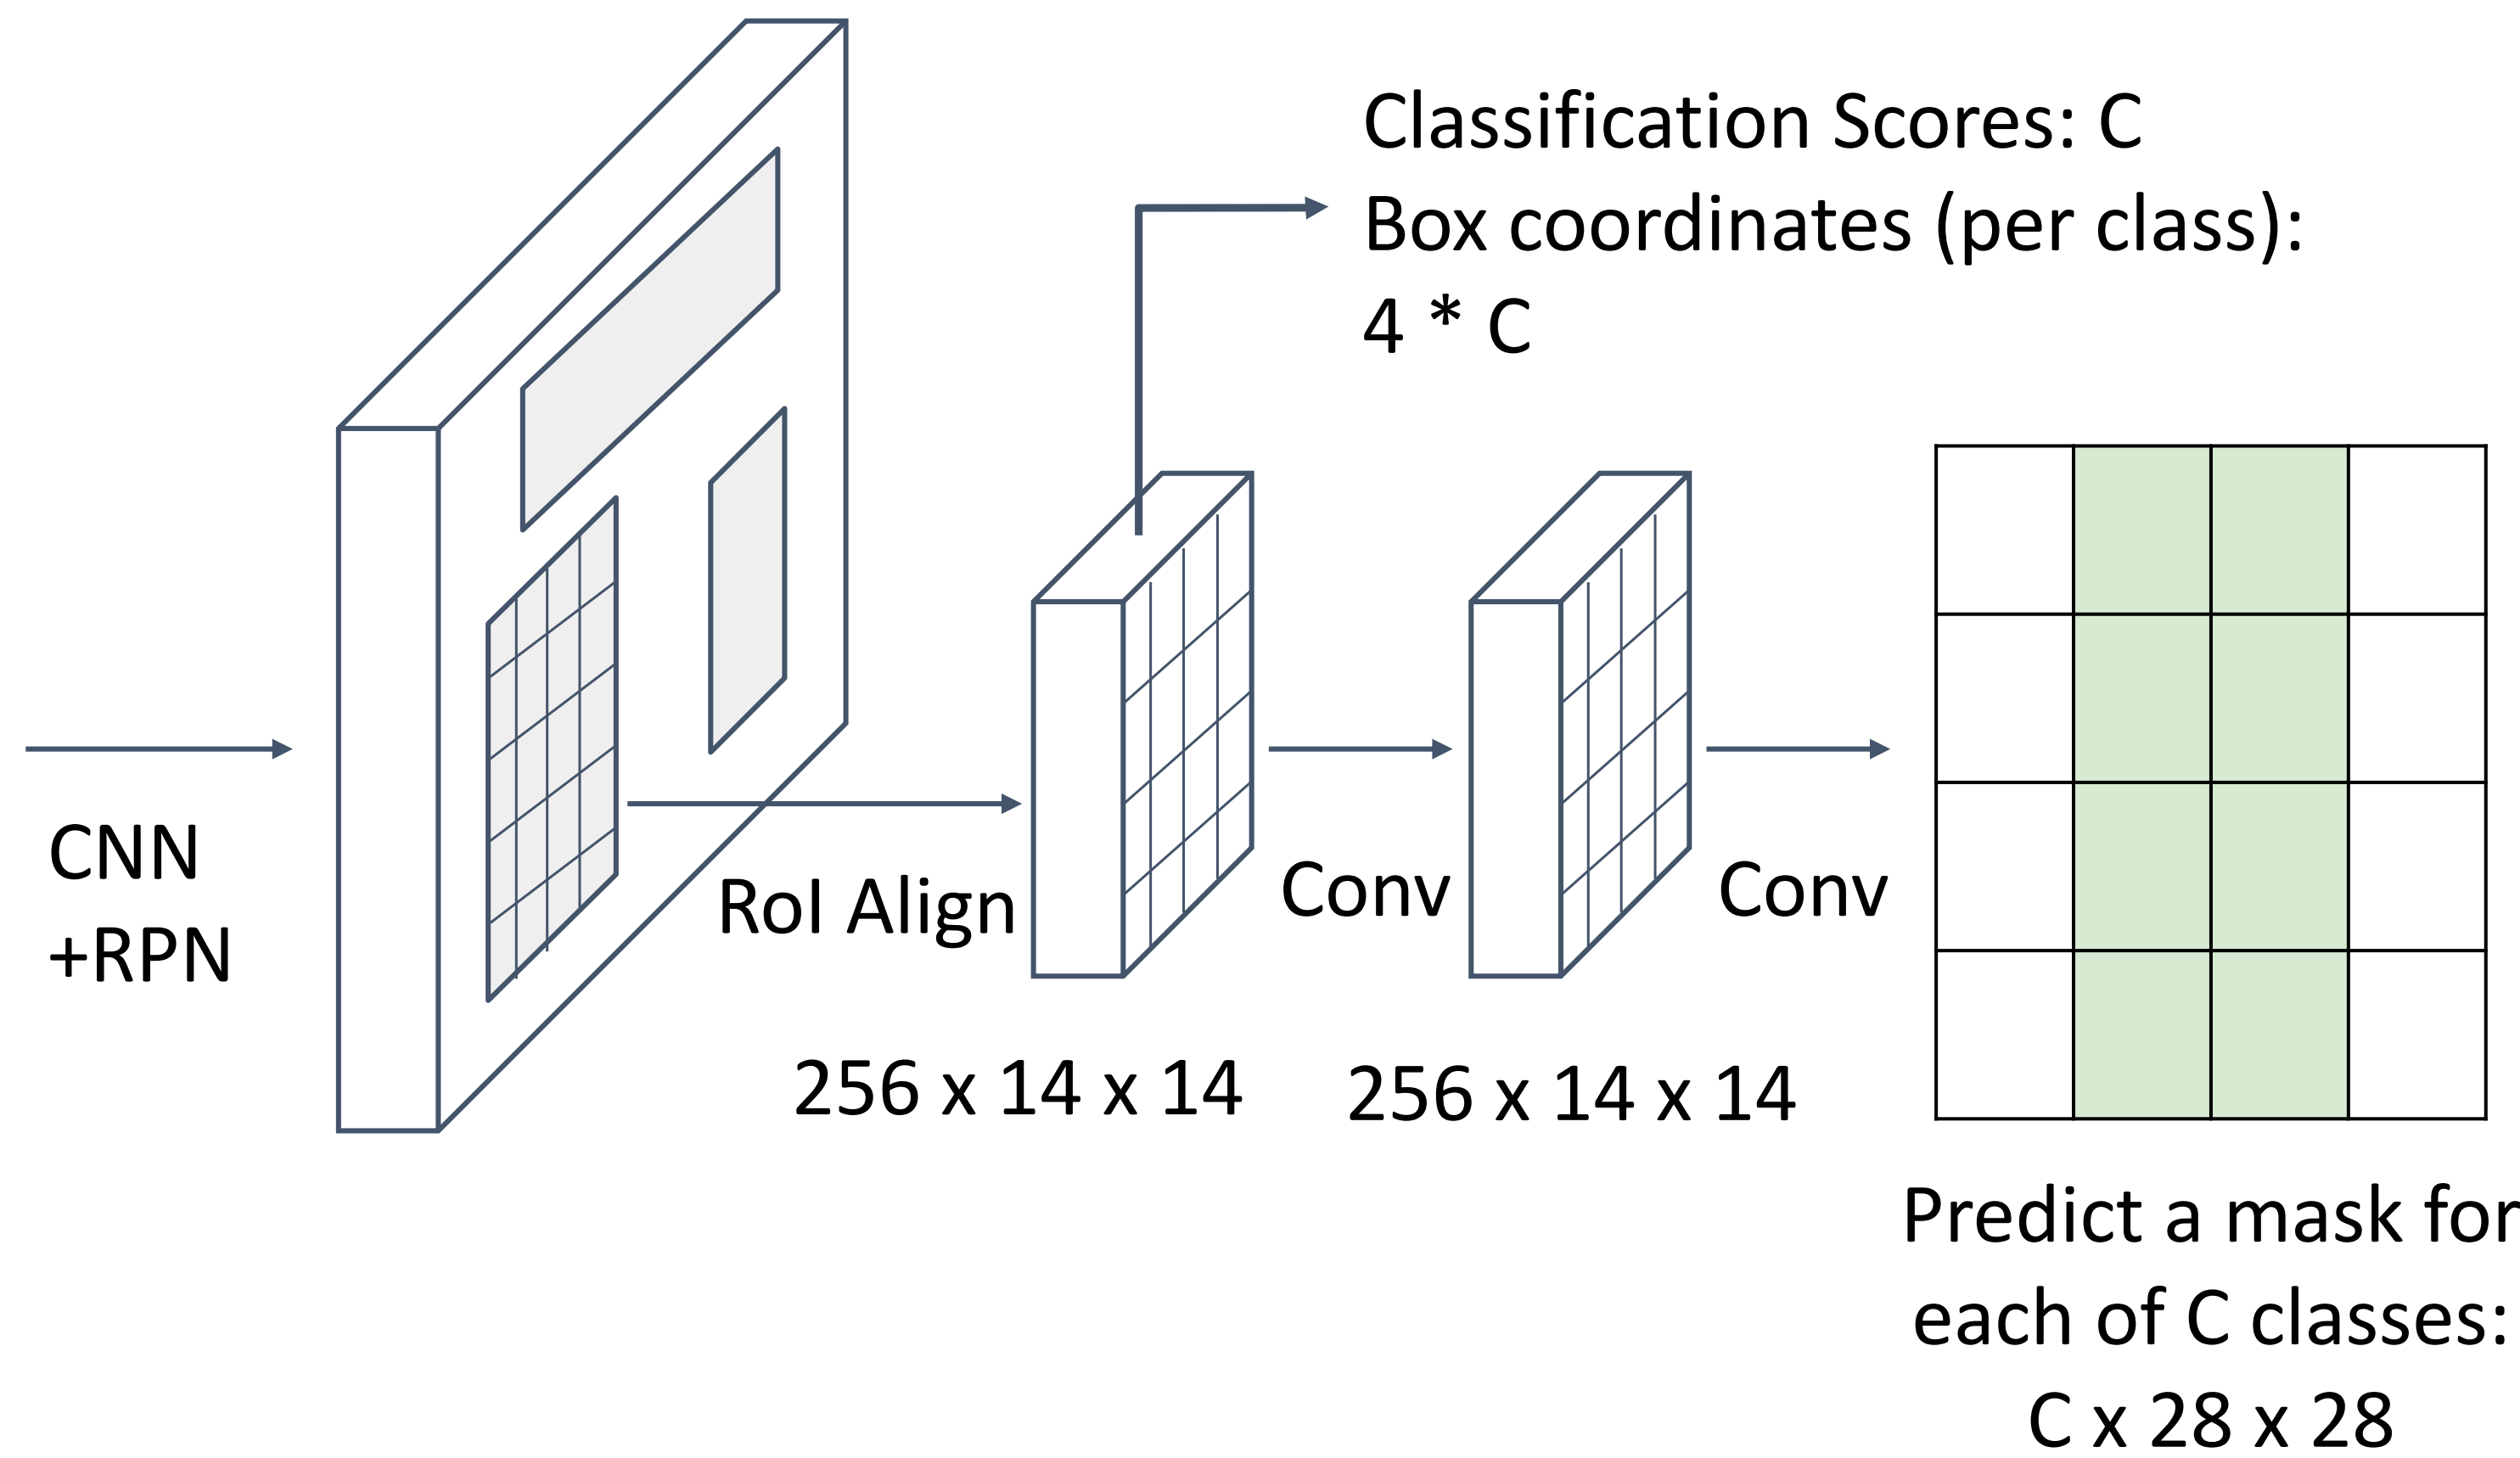 Classification Scores: C
Box coordinates (per class):
4 * C
CNN
+RPN
RoI Align
Conv
Conv
256 x 14 x 14
256 x 14 x 14
Predict a mask for
each of C classes:
C x 28 x 28